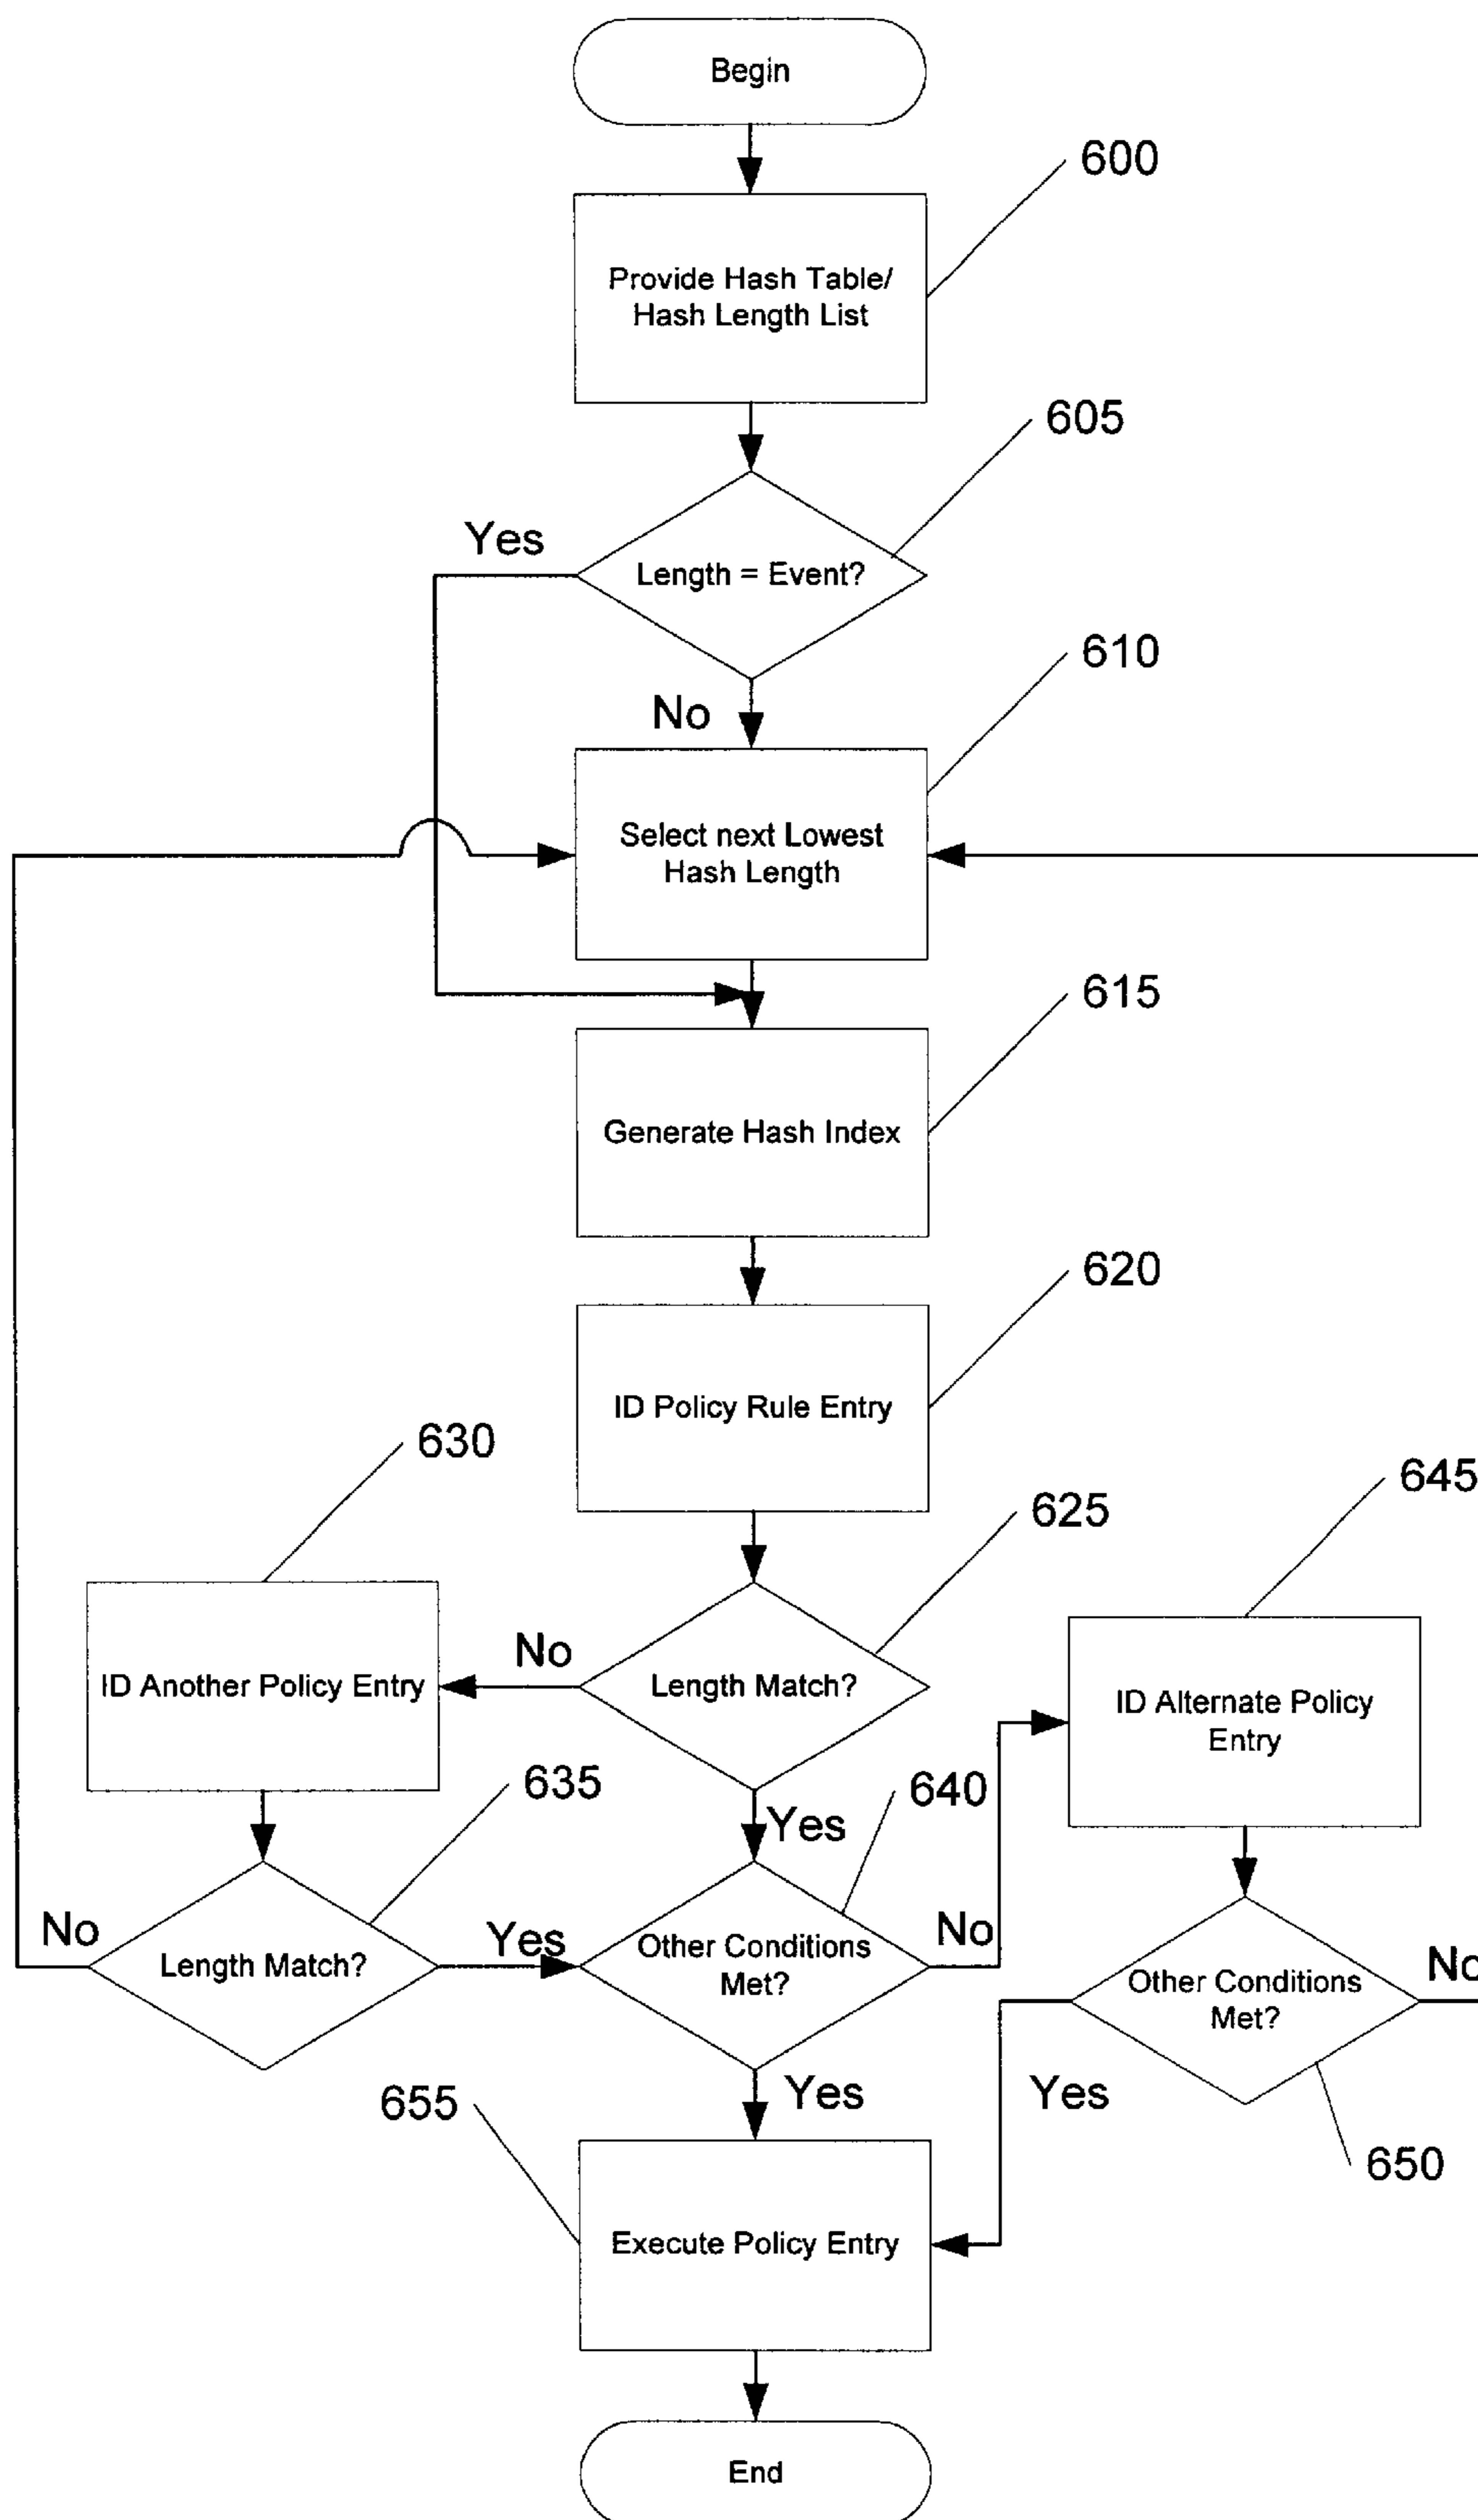 Begin
600
Provide Hash Table/
Hash Length List
605
Yes
Length = Event?
610
No
Select next Lowest
Hash Length
615
Generate Hash Index
620
ID Policy Rule Entry
630
645
625
No
ID Another Policy Entry
Length Match?
ID Alternate Policy
Entry
635
640
Yes
No
Length Match?
Yes
Other Conditions
Met?
No
Other Conditions
Met?
No
655
Yes
Yes
650
Execute Policy Entry
End